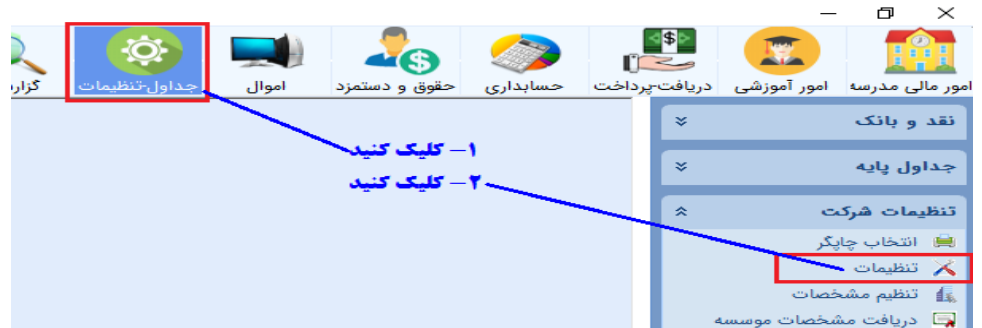 امور مالی مدرسه
امور آموزشی
دریافت-پرداخت
حسابداری
حقوق و دستمزد
اموال
جداول-تنظیمات
گزار
نقد و بانک
جداول پایه
تنظیمات شرکت
انتخاب چاپگر
تنظیمات
تنظیم مشخصات
دریافت مشخصات موسسه
۱– کلیک کنید
۲– کلیک کنید